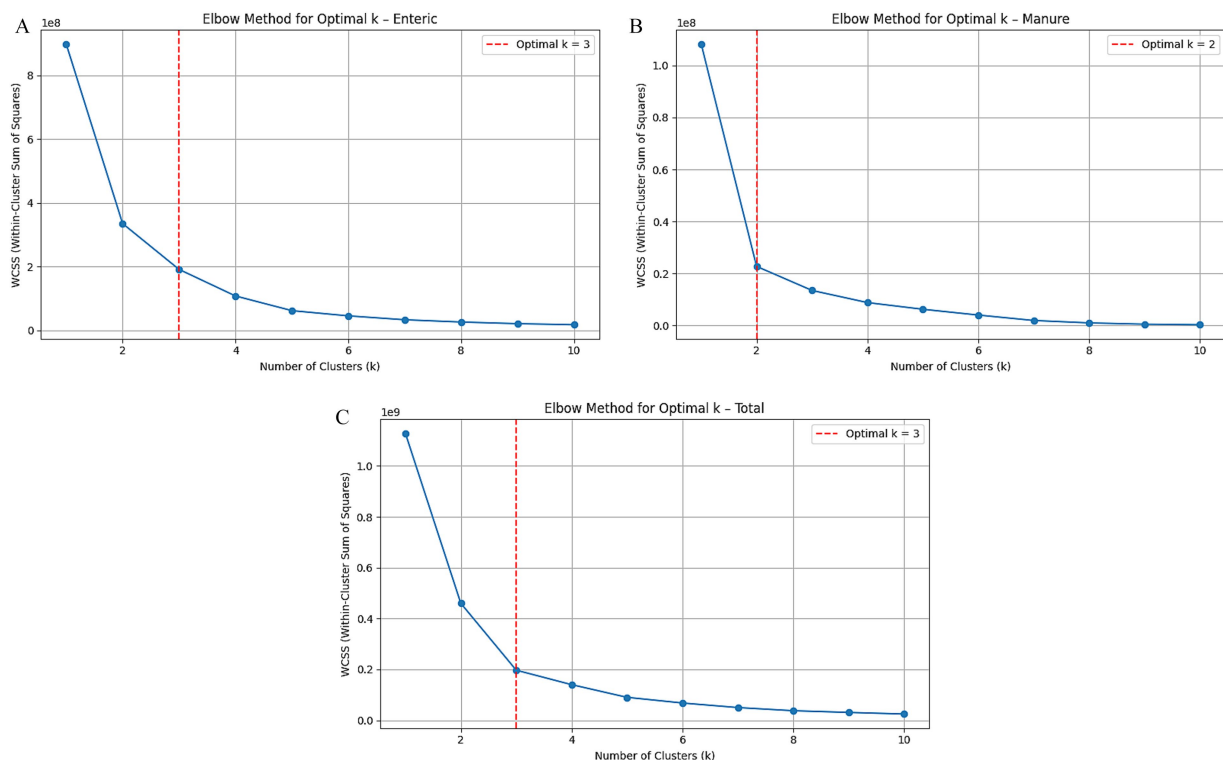 A
Elbow Method for Optimal k – Enteric
1e8
Optimal k = 3
8
6
4
2
0
WCSS (Within-Cluster Sum of Squares)
2
4
6
8
10
Number of Clusters (k)
B
Elbow Method for Optimal k – Manure
1e8
Optimal k = 2
1.0
0.8
0.6
0.4
0.2
0.0
WCSS (Within-Cluster Sum of Squares)
2
4
6
8
10
Number of Clusters (k)
C
Elbow Method for Optimal k – Total
1e9
Optimal k = 3
1.0
0.8
0.6
0.4
0.2
0.0
WCSS (Within-Cluster Sum of Squares)
2
4
6
8
10
Number of Clusters (k)